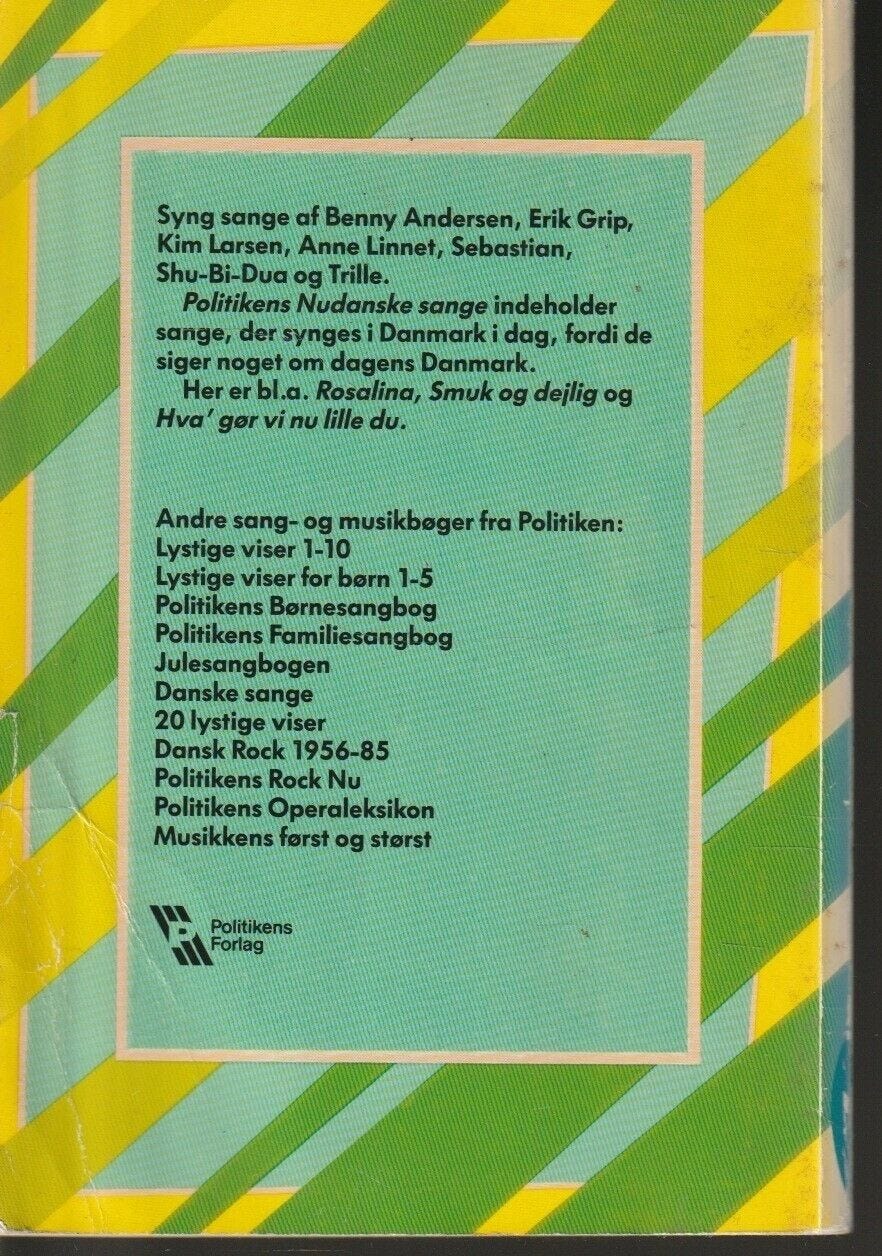 Syng sange af Benny Andersen, Erik Grip,
Kim Larsen, Anne Linnet, Sebastian,
Shu-Bi-Dua og Trille.
Politikens Nudanske sange indeholder
sange, der synges i Danmark i dag, fordi de
siger noget om dagens Danmark.
Her er bl.a. Rosalina, Smuk og dejlig og
Hva' gør vi nu lille du.
Andre sang- og musikbøger fra Politiken:
Lystige viser 1-10
Lystige viser for børn 1-5
Politikens Børnesangbog
Politikens Familiesangbog
Julesangbogen
Danske sange
20 lystige viser
Dansk Rock 1956-85
Politikens Rock Nu
Politikens Operaleksikon
Musikkens først og størst
P
Politikens
Forlag